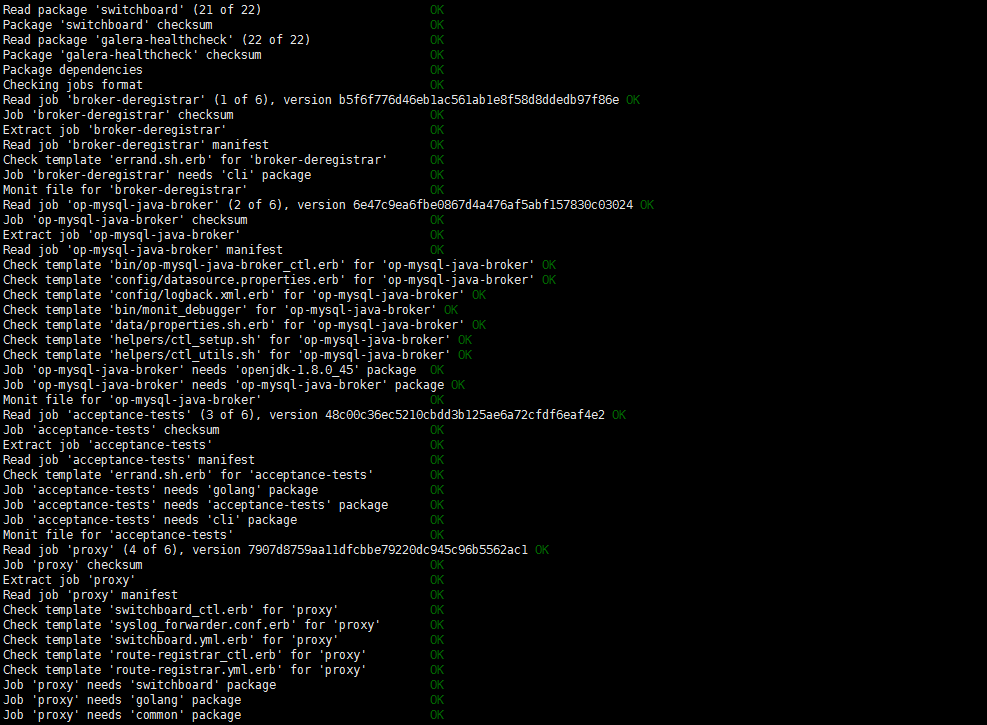 Read package 'switchboard' (21 of 22) OK
Package 'switchboard' checksum OK
Read package 'galera-healthcheck' (22 of 22) OK
Package 'galera-healthcheck' checksum OK
Package dependencies OK
Checking jobs format OK
Read job 'broker-deregistrar' (1 of 6), version b5f6f776d46eb1ac561ab1e8f58d8ddedb97f86e OK
Job 'broker-deregistrar' checksum OK
Extract job 'broker-deregistrar' OK
Read job 'broker-deregistrar' manifest OK
Check template 'errand.sh.erb' for 'broker-deregistrar' OK
Job 'broker-deregistrar' needs 'cli' package OK
Monit file for 'broker-deregistrar' OK
Read job 'op-mysql-java-broker' (2 of 6), version 6e47c9ea6fbe0867d4a476af5abf157830c03024 OK
Job 'op-mysql-java-broker' checksum OK
Extract job 'op-mysql-java-broker' OK
Read job 'op-mysql-java-broker' manifest OK
Check template 'bin/op-mysql-java-broker_ctl.erb' for 'op-mysql-java-broker' OK
Check template 'config/datasource.properties.erb' for 'op-mysql-java-broker' OK
Check template 'config/logback.xml.erb' for 'op-mysql-java-broker' OK
Check template 'bin/monit_debugger' for 'op-mysql-java-broker' OK
Check template 'data/properties.sh.erb' for 'op-mysql-java-broker' OK
Check template 'helpers/ctl_setup.sh' for 'op-mysql-java-broker' OK
Check template 'helpers/ctl_utils.sh' for 'op-mysql-java-broker' OK
Job 'op-mysql-java-broker' needs 'openjdk-1.8.0_45' package OK
Job 'op-mysql-java-broker' needs 'op-mysql-java-broker' package OK
Monit file for 'op-mysql-java-broker' OK
Read job 'acceptance-tests' (3 of 6), version 48c00c36ec5210cbdd3b125ae6a72cfdf6eaf4e2 OK
Job 'acceptance-tests' checksum OK
Extract job 'acceptance-tests' OK
Read job 'acceptance-tests' manifest OK
Check template 'errand.sh.erb' for 'acceptance-tests' OK
Job 'acceptance-tests' needs 'golang' package OK
Job 'acceptance-tests' needs 'acceptance-tests' package OK
Job 'acceptance-tests' needs 'cli' package OK
Monit file for 'acceptance-tests' OK
Read job 'proxy' (4 of 6), version 7907d8759aa11dfcbbe79220dc945c96b5562ac1 OK
Job 'proxy' checksum OK
Extract job 'proxy' OK
Read job 'proxy' manifest OK
Check template 'switchboard_ctl.erb' for 'proxy' OK
Check template 'syslog_forwarder.conf.erb' for 'proxy' OK
Check template 'switchboard.yml.erb' for 'proxy' OK
Check template 'route-registrar_ctl.erb' for 'proxy' OK
Check template 'route-registrar.yml.erb' for 'proxy' OK
Job 'proxy' needs 'switchboard' package OK
Job 'proxy' needs 'golang' package OK
Job 'proxy' needs 'common' package OK